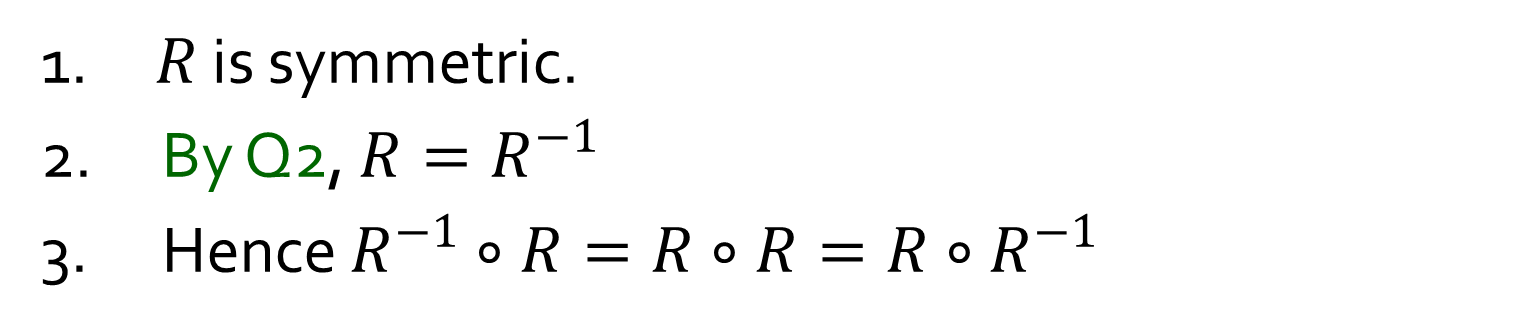 1. R is symmetric.
2. By Q2, R = R⁻¹
3. Hence R⁻¹ ∘ R = R ∘ R = R ∘ R⁻¹